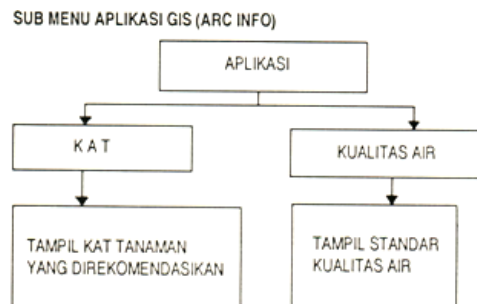 SUB MENU APLIKASI GIS (ARC INFO)
APLIKASI
K A T
KUALITAS AIR
TAMPIL KAT TANAMAN
YANG DIREKOMENDASIKAN
TAMPIL STANDAR
KUALITAS AIR